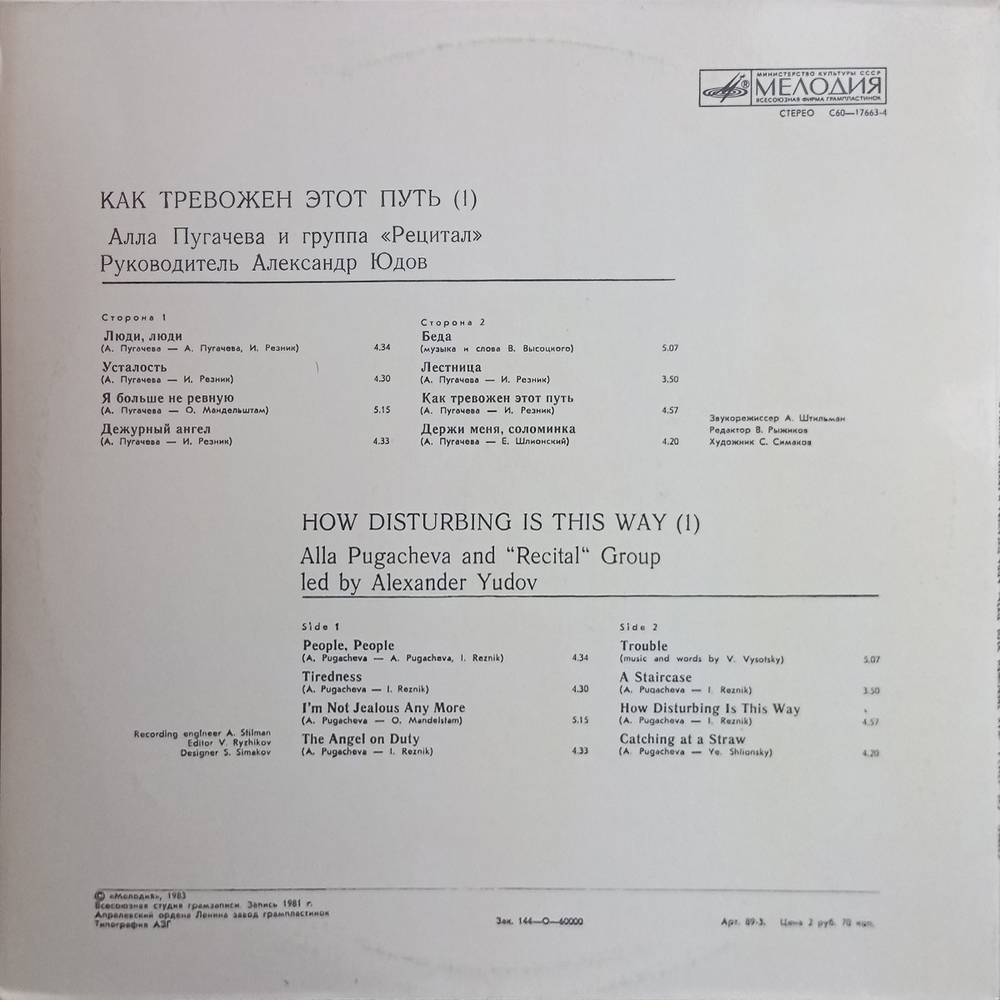 МИНИСТЕРСТВО КУЛЬТУРЫ СССР
® МЕЛОДИЯ
ВСЕСОЮЗНАЯ ФИРМА ГРАМПЛАСТИНОК
СТЕРЕО С60—17663-4
КАК ТРЕВОЖЕН ЭТОТ ПУТЬ (1)
Алла Пугачева и группа «Рецитал»
Руководитель Александр Юдов
Сторона 1
Люди, люди
(А. Пугачева — А. Пугачева, И. Резник) 4.34
Усталость
(А. Пугачева — И. Резник) 4.30
Я больше не ревную
(А. Пугачева — О. Мандельштам) 5.15
Дежурный ангел
(А. Пугачева — И. Резник) 4.33
Сторона 2
Беда
(музыка и слова В. Высоцкого) 5.07
Лестница
(А. Пугачева — И. Резник) 3.50
Как тревожен этот путь
(А. Пугачева — И. Резник) 4.57
Держи меня, соломинка
(А. Пугачева — Е. Шлионский) 4.20
Звукорежиссер А. Штильман
Редактор В. Рыжиков
Художник С. Симаков
HOW DISTURBING IS THIS WAY (1)
Alla Pugacheva and “Recital“ Group
led by Alexander Yudov
Side 1
People, People
(A. Pugacheva — A. Pugacheva, I. Reznik) 4.34
Tiredness
(A. Pugacheva — I. Reznik) 4.30
I'm Not Jealous Any More
(A. Pugacheva — O. Mandelstam) 5.15
The Angel on Duty
(A. Pugacheva — I. Reznik) 4.33
Side 2
Trouble
(music and words by V. Vysotsky) 5.07
A Staircase
(A. Pugacheva — I. Reznik) 3.50
How Disturbing Is This Way
(A. Pugacheva — I. Reznik) 4.57
Catching at a Straw
(A. Pugacheva — Ye. Shlionsky) 4.20
Recording engineer A. Stilman
Editor V. Ryzhikov
Designer S. Simakov
© «Мелодия», 1983
Всесоюзная студия грамзаписи. Запись 1981 г.
Апрелевский ордена Ленина завод грампластинок
Типография АЗГ
Зак. 144—О—60000
Арт. 89-3. Цена 2 руб. 70 коп.